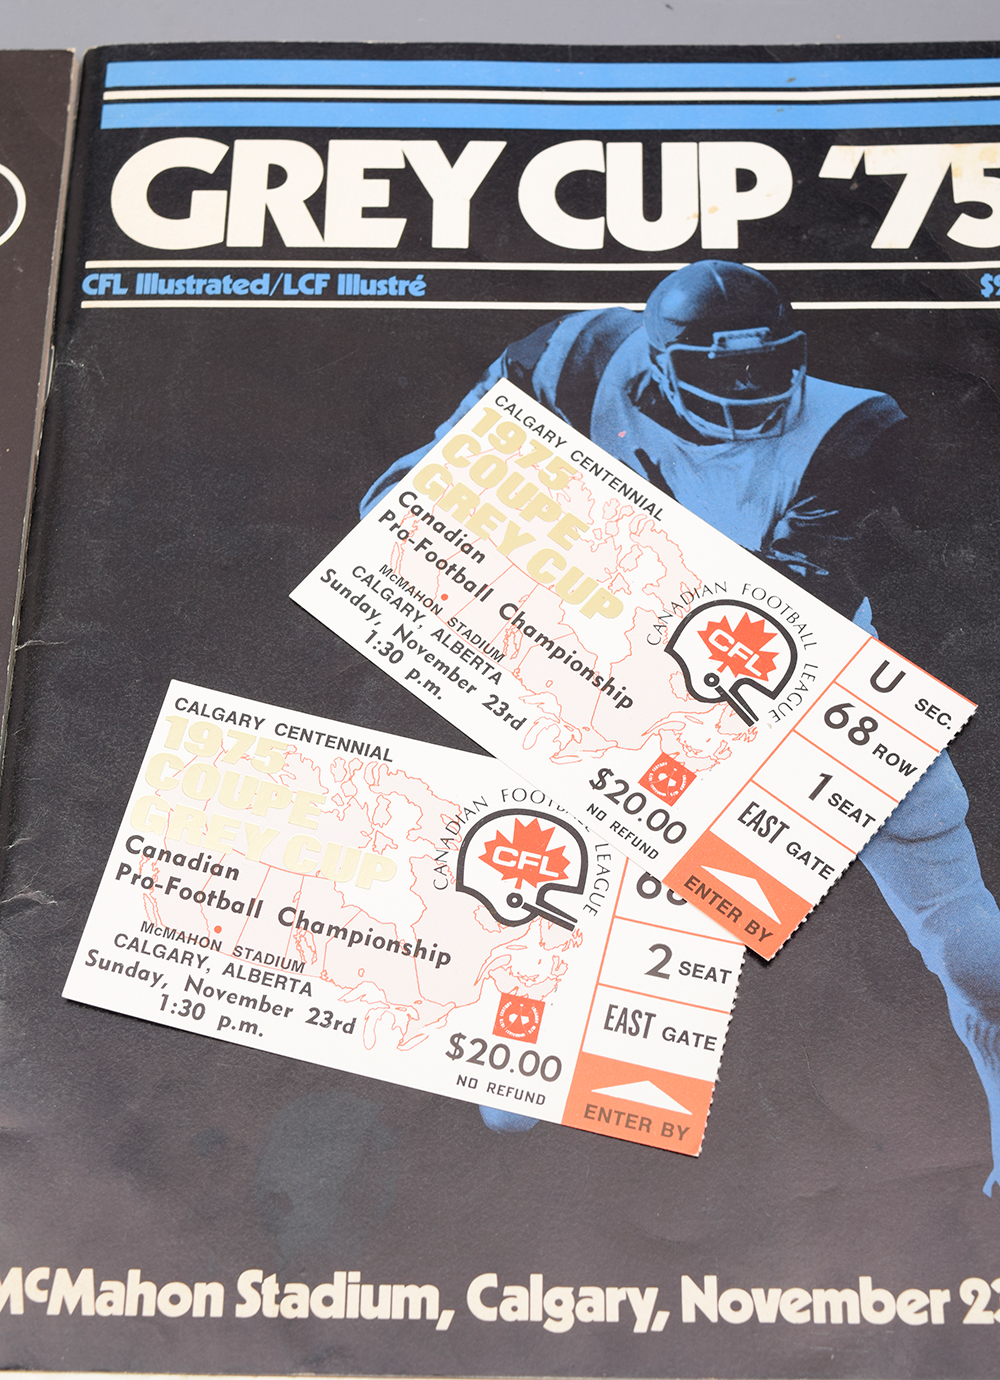 GREY CUP '75
CFL Illustrated/LCF Illustré
CALGARY CENTENNIAL
1975
COUPE
GREY CUP
Canadian
Pro-Football Championship
McMAHON STADIUM
CALGARY, ALBERTA
Sunday, November 23rd
1:30 p.m.
CANADIAN FOOTBALL LEAGUE
CFL
$20.00
NO REFUND
U SEC.
68 ROW
1 SEAT
EAST GATE
ENTER BY
CALGARY CENTENNIAL
1975
COUPE
GREY CUP
Canadian
Pro-Football Championship
McMAHON STADIUM
CALGARY, ALBERTA
Sunday, November 23rd
1:30 p.m.
CANADIAN LEAGUE
CFL
$20.00
NO REFUND
2 SEAT
EAST GATE
ENTER BY
McMahon Stadium, Calgary, November 23